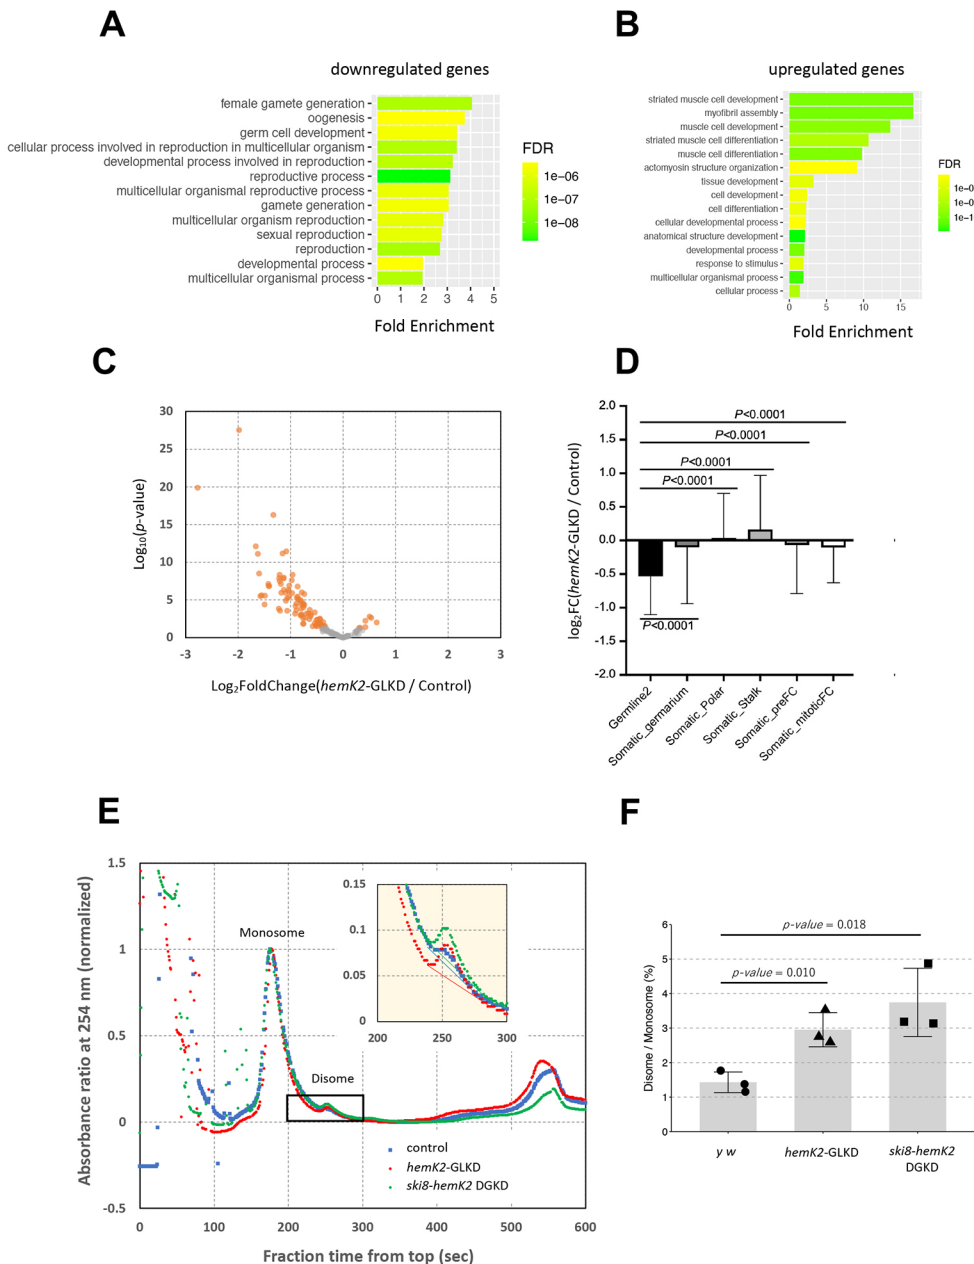 A
downregulated genes
female gamete generation
oogenesis
germ cell development
cellular process involved in reproduction in multicellular organism
developmental process involved in reproduction
reproductive process
multicellular organismal reproductive process
gamete generation
multicellular organism reproduction
sexual reproduction
reproduction
developmental process
multicellular organismal process
0 1 2 3 4 5
Fold Enrichment
FDR
1e-06
1e-07
1e-08
B
upregulated genes
striated muscle cell development
myofibril assembly
muscle cell development
striated muscle cell differentiation
muscle cell differentiation
actomyosin structure organization
tissue development
cell development
cell differentiation
cellular developmental process
anatomical structure development
developmental process
response to stimulus
multicellular organismal process
cellular process
0 5 10 15
Fold Enrichment
FDR
1e-0
1e-0
1e-1
C
30
25
20
15
10
5
0
-3 -2 -1 0 1 2 3
Log₁₀(p-value)
Log₂FoldChange(hemK2-GLKD / Control)
D
2.0
1.5
1.0
0.5
0.0
-0.5
-1.0
-1.5
-2.0
log₂FC(hemK2-GLKD / Control)
P<0.0001
P<0.0001
P<0.0001
P<0.0001
P<0.0001
Germline2
Somatic_germarium
Somatic_Polar
Somatic_Stalk
Somatic_preFC
Somatic_mitoticFC
E
1.5
1
0.5
0
-0.5
0 100 200 300 400 500 600
Absorbance ratio at 254 nm (normalized)
Fraction time from top (sec)
Monosome
Disome
0.15
0.1
0.05
0
200 250 300
control
hemK2-GLKD
ski8-hemK2 DGKD
F
6
5
4
3
2
1
0
Disome / Monosome (%)
p-value = 0.018
p-value = 0.010
y w
hemK2-GLKD
ski8-hemK2
DGKD